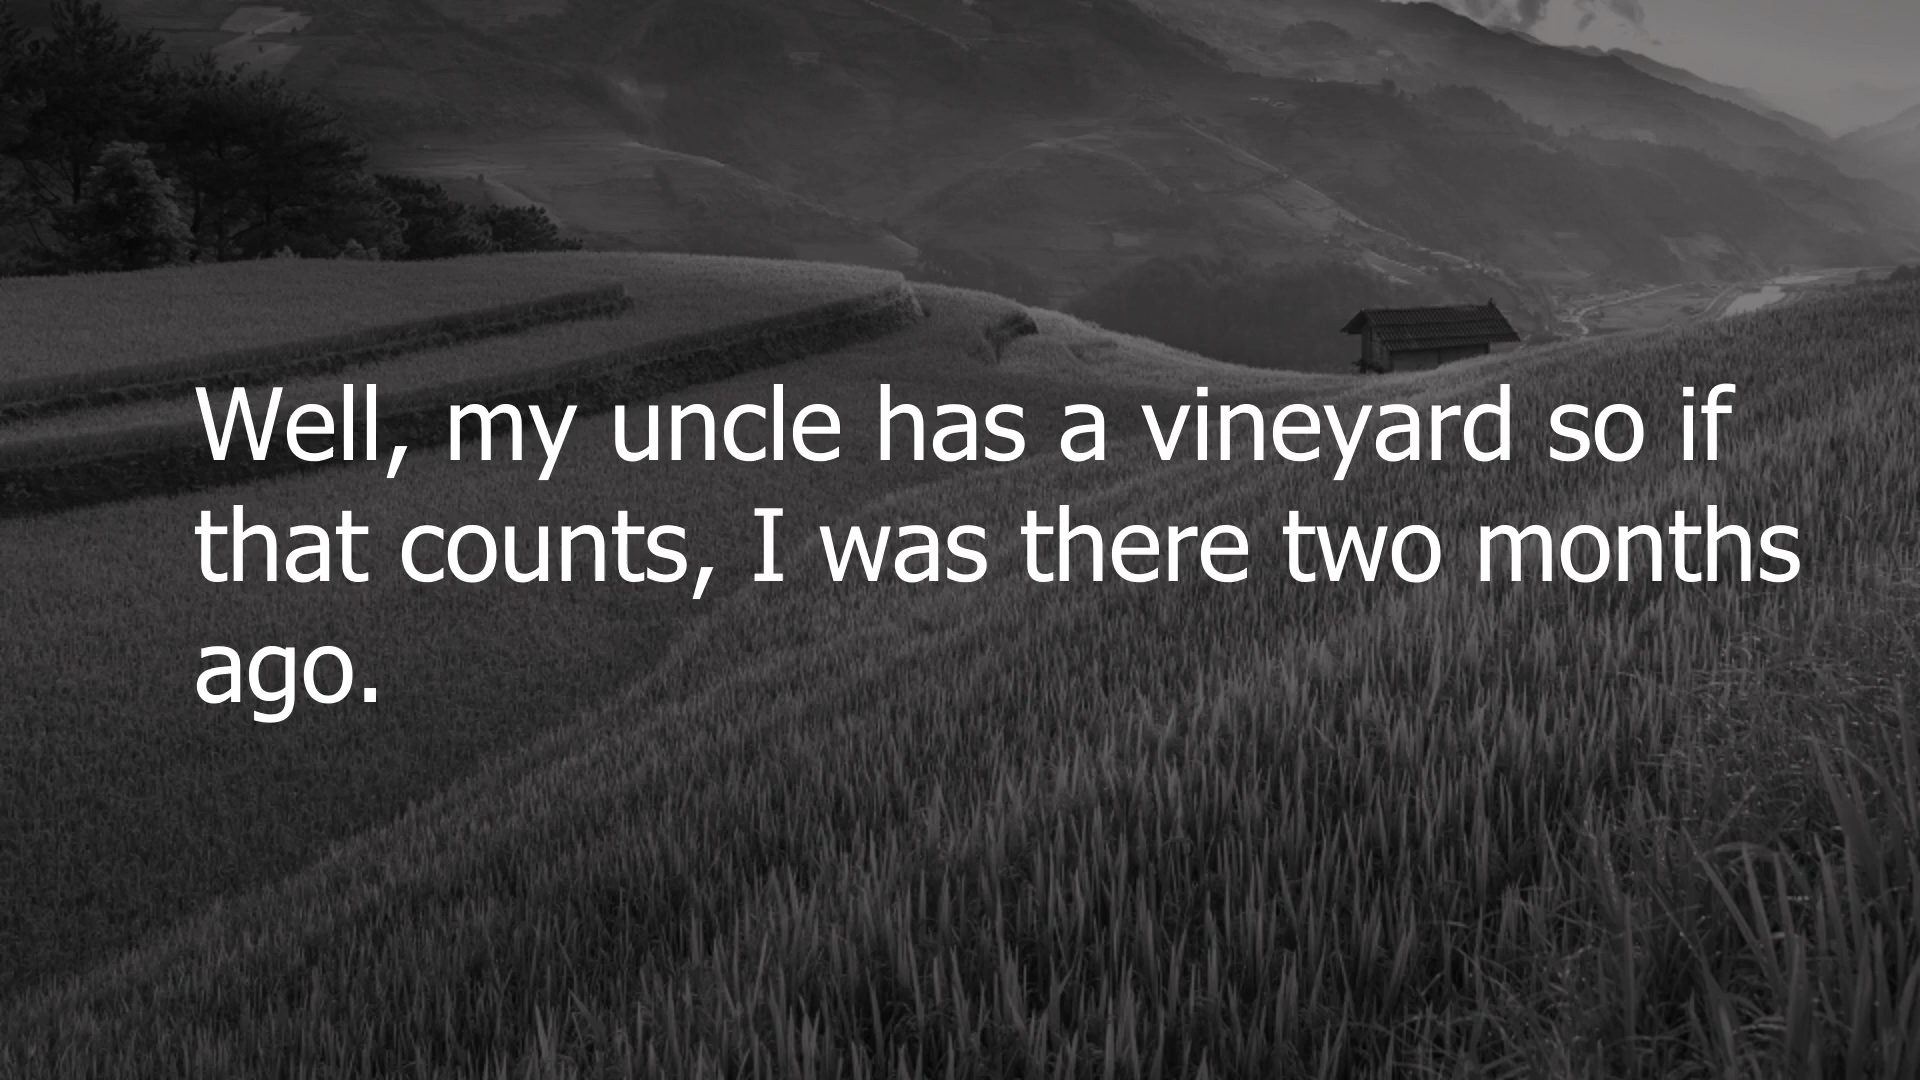 Well, my uncle has a vineyard so if
that counts, I was there two months
ago.